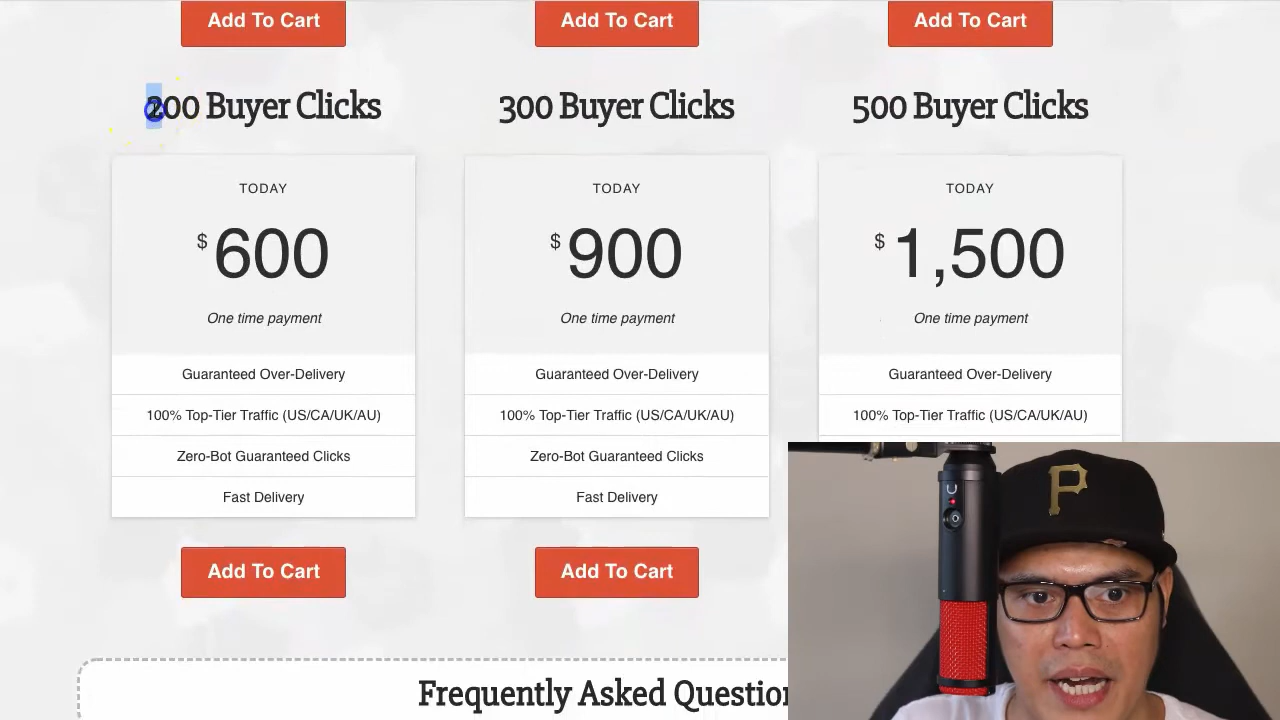 Add To Cart
Add To Cart
Add To Cart
200 Buyer Clicks
300 Buyer Clicks
500 Buyer Clicks
TODAY
$600
One time payment
Guaranteed Over-Delivery
100% Top-Tier Traffic (US/CA/UK/AU)
Zero-Bot Guaranteed Clicks
Fast Delivery
Add To Cart
TODAY
$900
One time payment
Guaranteed Over-Delivery
100% Top-Tier Traffic (US/CA/UK/AU)
Zero-Bot Guaranteed Clicks
Fast Delivery
Add To Cart
TODAY
$1,500
One time payment
Guaranteed Over-Delivery
100% Top-Tier Traffic (US/CA/UK/AU)
Frequently Asked Question
P